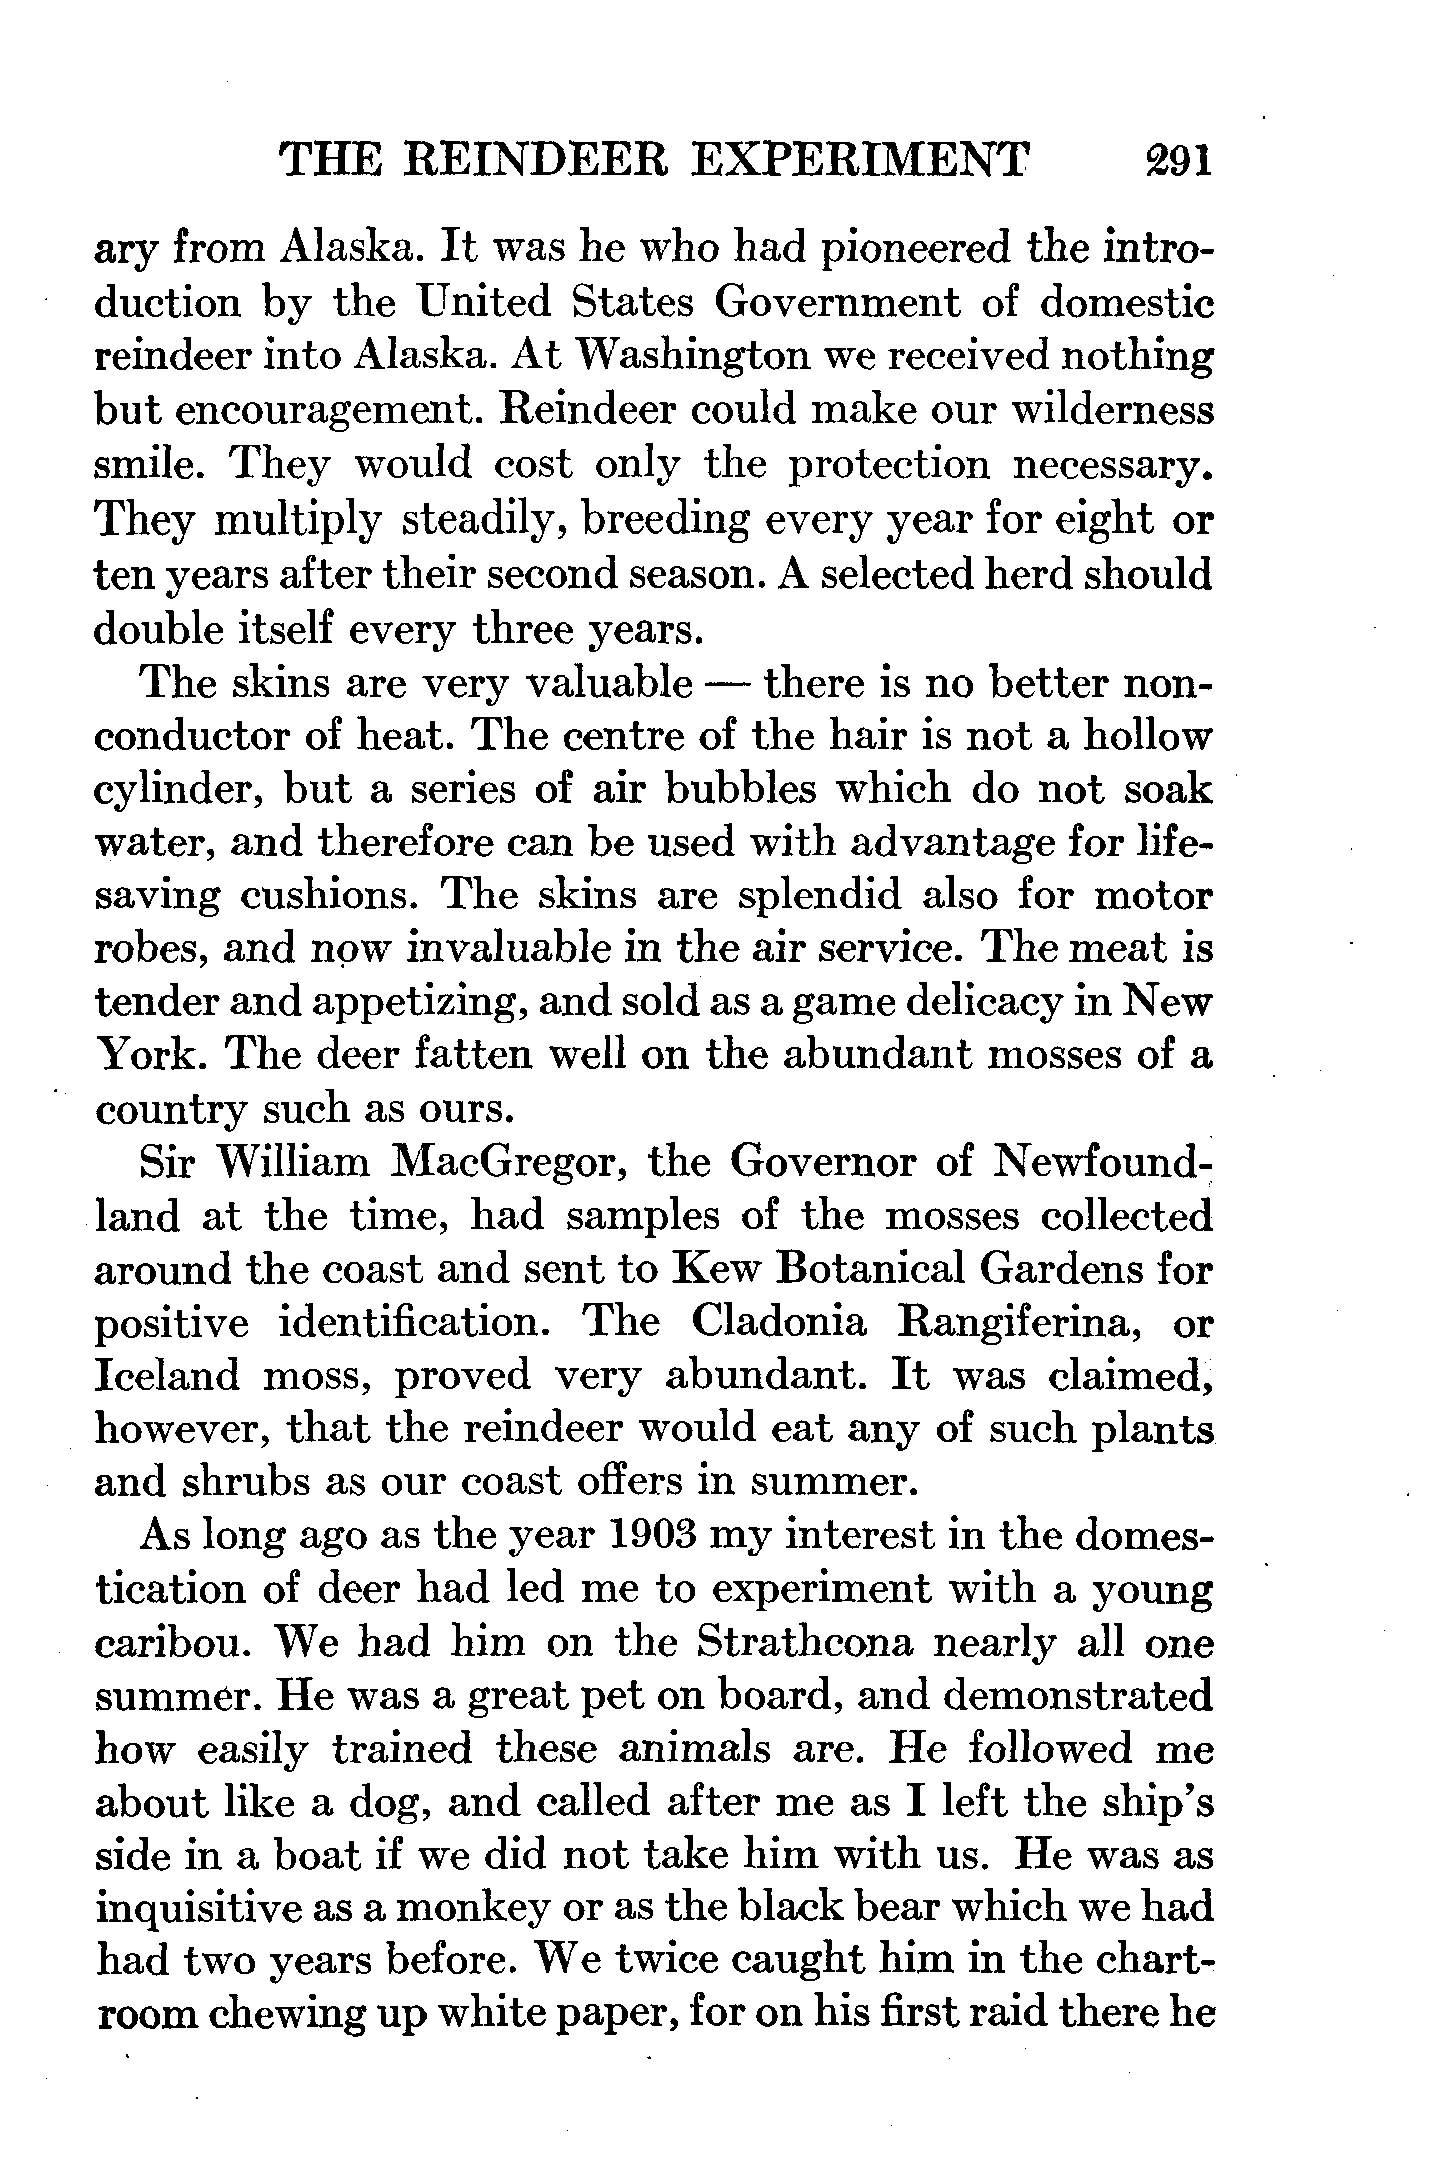 THE REINDEER EXPERIMENT 291
ary from Alaska. It was he who had pioneered the intro-
duction by the United States Government of domestic
reindeer into Alaska. At Washington we received nothing
but encouragement. Reindeer could make our wilderness
smile. They would cost only the protection necessary.
They multiply steadily, breeding every year for eight or
ten years after their second season. A selected herd should
double itself every three years.
The skins are very valuable — there is no better non-
conductor of heat. The centre of the hair is not a hollow
cylinder, but a series of air bubbles which do not soak
water, and therefore can be used with advantage for life-
saving cushions. The skins are splendid also for motor
robes, and now invaluable in the air service. The meat is
tender and appetizing, and sold as a game delicacy in New
York. The deer fatten well on the abundant mosses of a
country such as ours.
Sir William MacGregor, the Governor of Newfound-
land at the time, had samples of the mosses collected
around the coast and sent to Kew Botanical Gardens for
positive identification. The Cladonia Rangiferina, or
Iceland moss, proved very abundant. It was claimed,
however, that the reindeer would eat any of such plants
and shrubs as our coast offers in summer.
As long ago as the year 1903 my interest in the domes-
tication of deer had led me to experiment with a young
caribou. We had him on the Strathcona nearly all one
summer. He was a great pet on board, and demonstrated
how easily trained these animals are. He followed me
about like a dog, and called after me as I left the ship's
side in a boat if we did not take him with us. He was as
inquisitive as a monkey or as the black bear which we had
had two years before. We twice caught him in the chart-
room chewing up white paper, for on his first raid there he